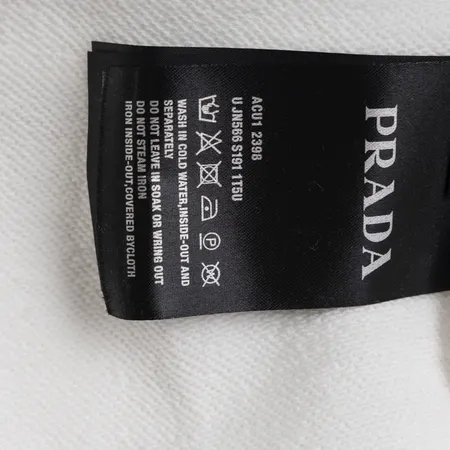 PRADA
ACU1 2398
U JN566 S191 1T5U
WASH IN COLD WATER,INSIDE-OUT AND
SEPARATELY
DO NOT LEAVE IN SOAK OR WRING OUT
DO NOT STEAM IRON
IRON INSIDE-OUT,COVERED BYCLOTH